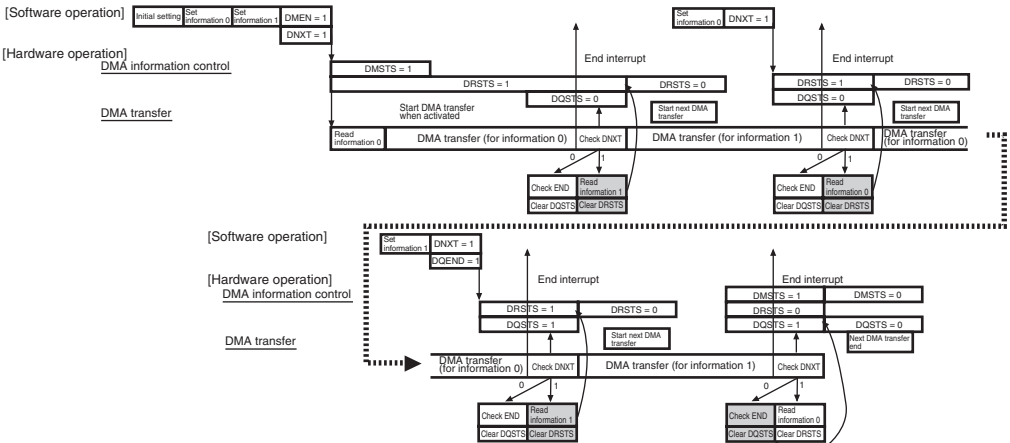 [Software operation]
Initial setting
Set
information 0
Set
information 1
DMEN = 1
DNXT = 1
Set
information 0
DNXT = 1
[Hardware operation]
DMA information control
End interrupt
End interrupt
DMSTS = 1
DRSTS = 1
DRSTS = 0
DRSTS = 1
DRSTS = 0
DQSTS = 0
DQSTS = 0
DMA transfer
Start DMA transfer
when activated
Start next DMA
transfer
Start next DMA
transfer
Read
information 0
DMA transfer (for information 0)
Check DNXT
DMA transfer (for information 1)
Check DNXT
DMA transfer
(for information 0)
0
1
0
1
Check END
Read
information 1
Clear DQSTS
Clear DRSTS
Check END
Read
information 0
Clear DQSTS
Clear DRSTS
[Software operation]
Set
information 1
DNXT = 1
DQEND = 1
[Hardware operation]
DMA information control
End interrupt
End interrupt
DRSTS = 1
DRSTS = 0
DQSTS = 1
DMSTS = 1
DMSTS = 0
DRSTS = 0
DQSTS = 1
DQSTS = 0
DMA transfer
Start next DMA
transfer
Next DMA transfer
end
DMA transfer
(for information 0)
Check DNXT
DMA transfer (for information 1)
Check DNXT
0
1
0
1
Check END
Read
information 1
Clear DQSTS
Clear DRSTS
Check END
Read
information 0
Clear DQSTS
Clear DRSTS